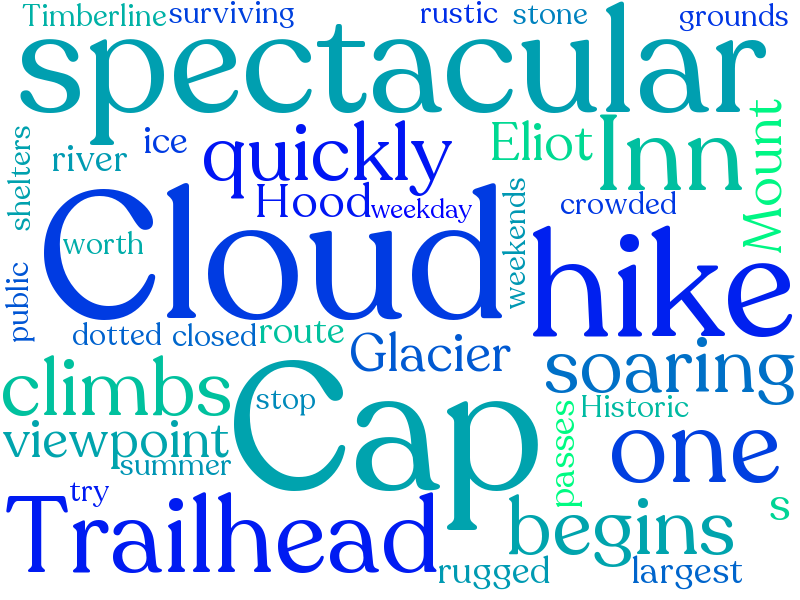 Timberline
surviving
rustic
stone
grounds
spectacular
shelters
river
ice
quickly
Eliot
Inn
Mount
Hood
weekday
weekends
crowded
Cloud
worth
hike
public
dotted
closed
route
Glacier
soaring
climbs
stop
Cap
passes
Historic
viewpoint
summer
one
try
Trailhead
begins
s
rugged
largest